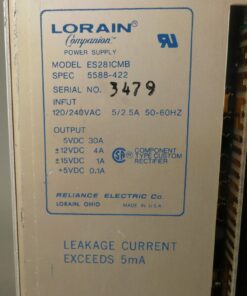 LORAIN
Companion
POWER SUPPLY
MODEL ES281CMB
SPEC 5588-422
SERIAL NO. 3479
INPUT
120/240VAC 5/2.5A 50-60HZ
OUTPUT
5VDC 30A
±12VDC 4A
±15VDC 1A
+5VDC 0.1A
COMPONENT
TYPE CUSTOM
RECTIFIER
RELIANCE ELECTRIC Co.
LORAIN, OHIO MADE IN U.S.A.
LEAKAGE CURRENT
EXCEEDS 5mA